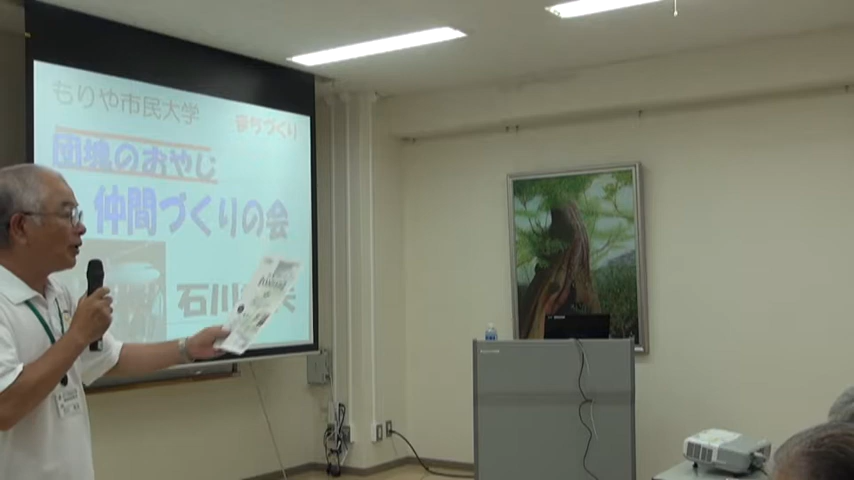 もりや市民大学
まちづくり
団塊のおやじ
仲間づくりの会
石川